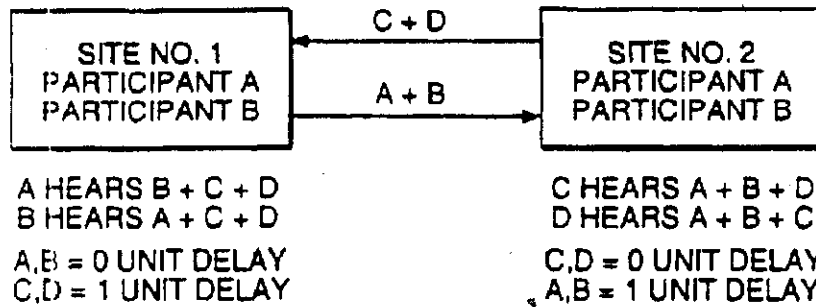 C + D
SITE NO. 1
PARTICIPANT A
PARTICIPANT B
A + B
SITE NO. 2
PARTICIPANT A
PARTICIPANT B
A HEARS B + C + D
B HEARS A + C + D
A,B = 0 UNIT DELAY
C,D = 1 UNIT DELAY
C HEARS A + B + D
D HEARS A + B + C
C,D = 0 UNIT DELAY
A,B = 1 UNIT DELAY